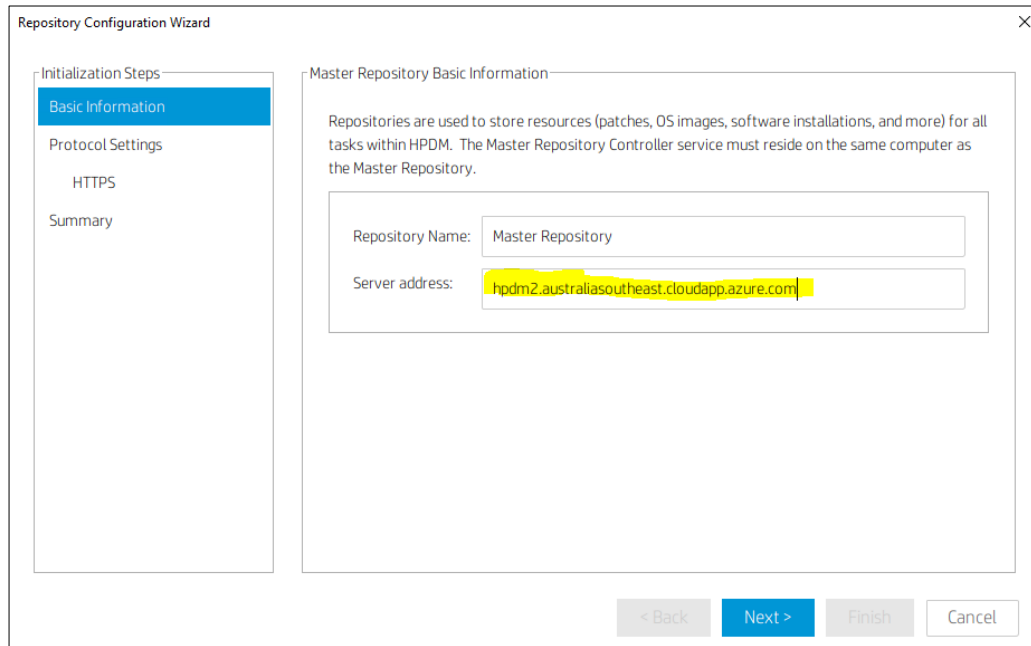 Repository Configuration Wizard
Initialization Steps
Basic Information
Protocol Settings
HTTPS
Summary
Master Repository Basic Information
Repositories are used to store resources (patches, OS images, software installations, and more) for all
tasks within HPDM. The Master Repository Controller service must reside on the same computer as
the Master Repository.
Repository Name: Master Repository
Server address: hpdm2.australiasoutheast.cloudapp.azure.com
< Back Next > Finish Cancel